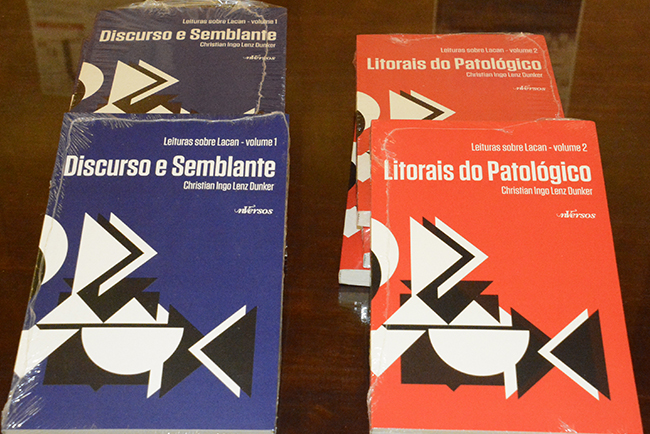 Leituras sobre Lacan - volume 1
Discurso e Semblante
Christian Ingo Lenz Dunker
nVersos
Leituras sobre Lacan - volume 2
Litorais do Patológico
Christian Ingo Lenz Dunker
nVersos
Leituras sobre Lacan - volume 1
Discurso e Semblante
Christian Ingo Lenz Dunker
nVersos
Leituras sobre Lacan - volume 2
Litorais do Patológico
Christian Ingo Lenz Dunker
nVersos